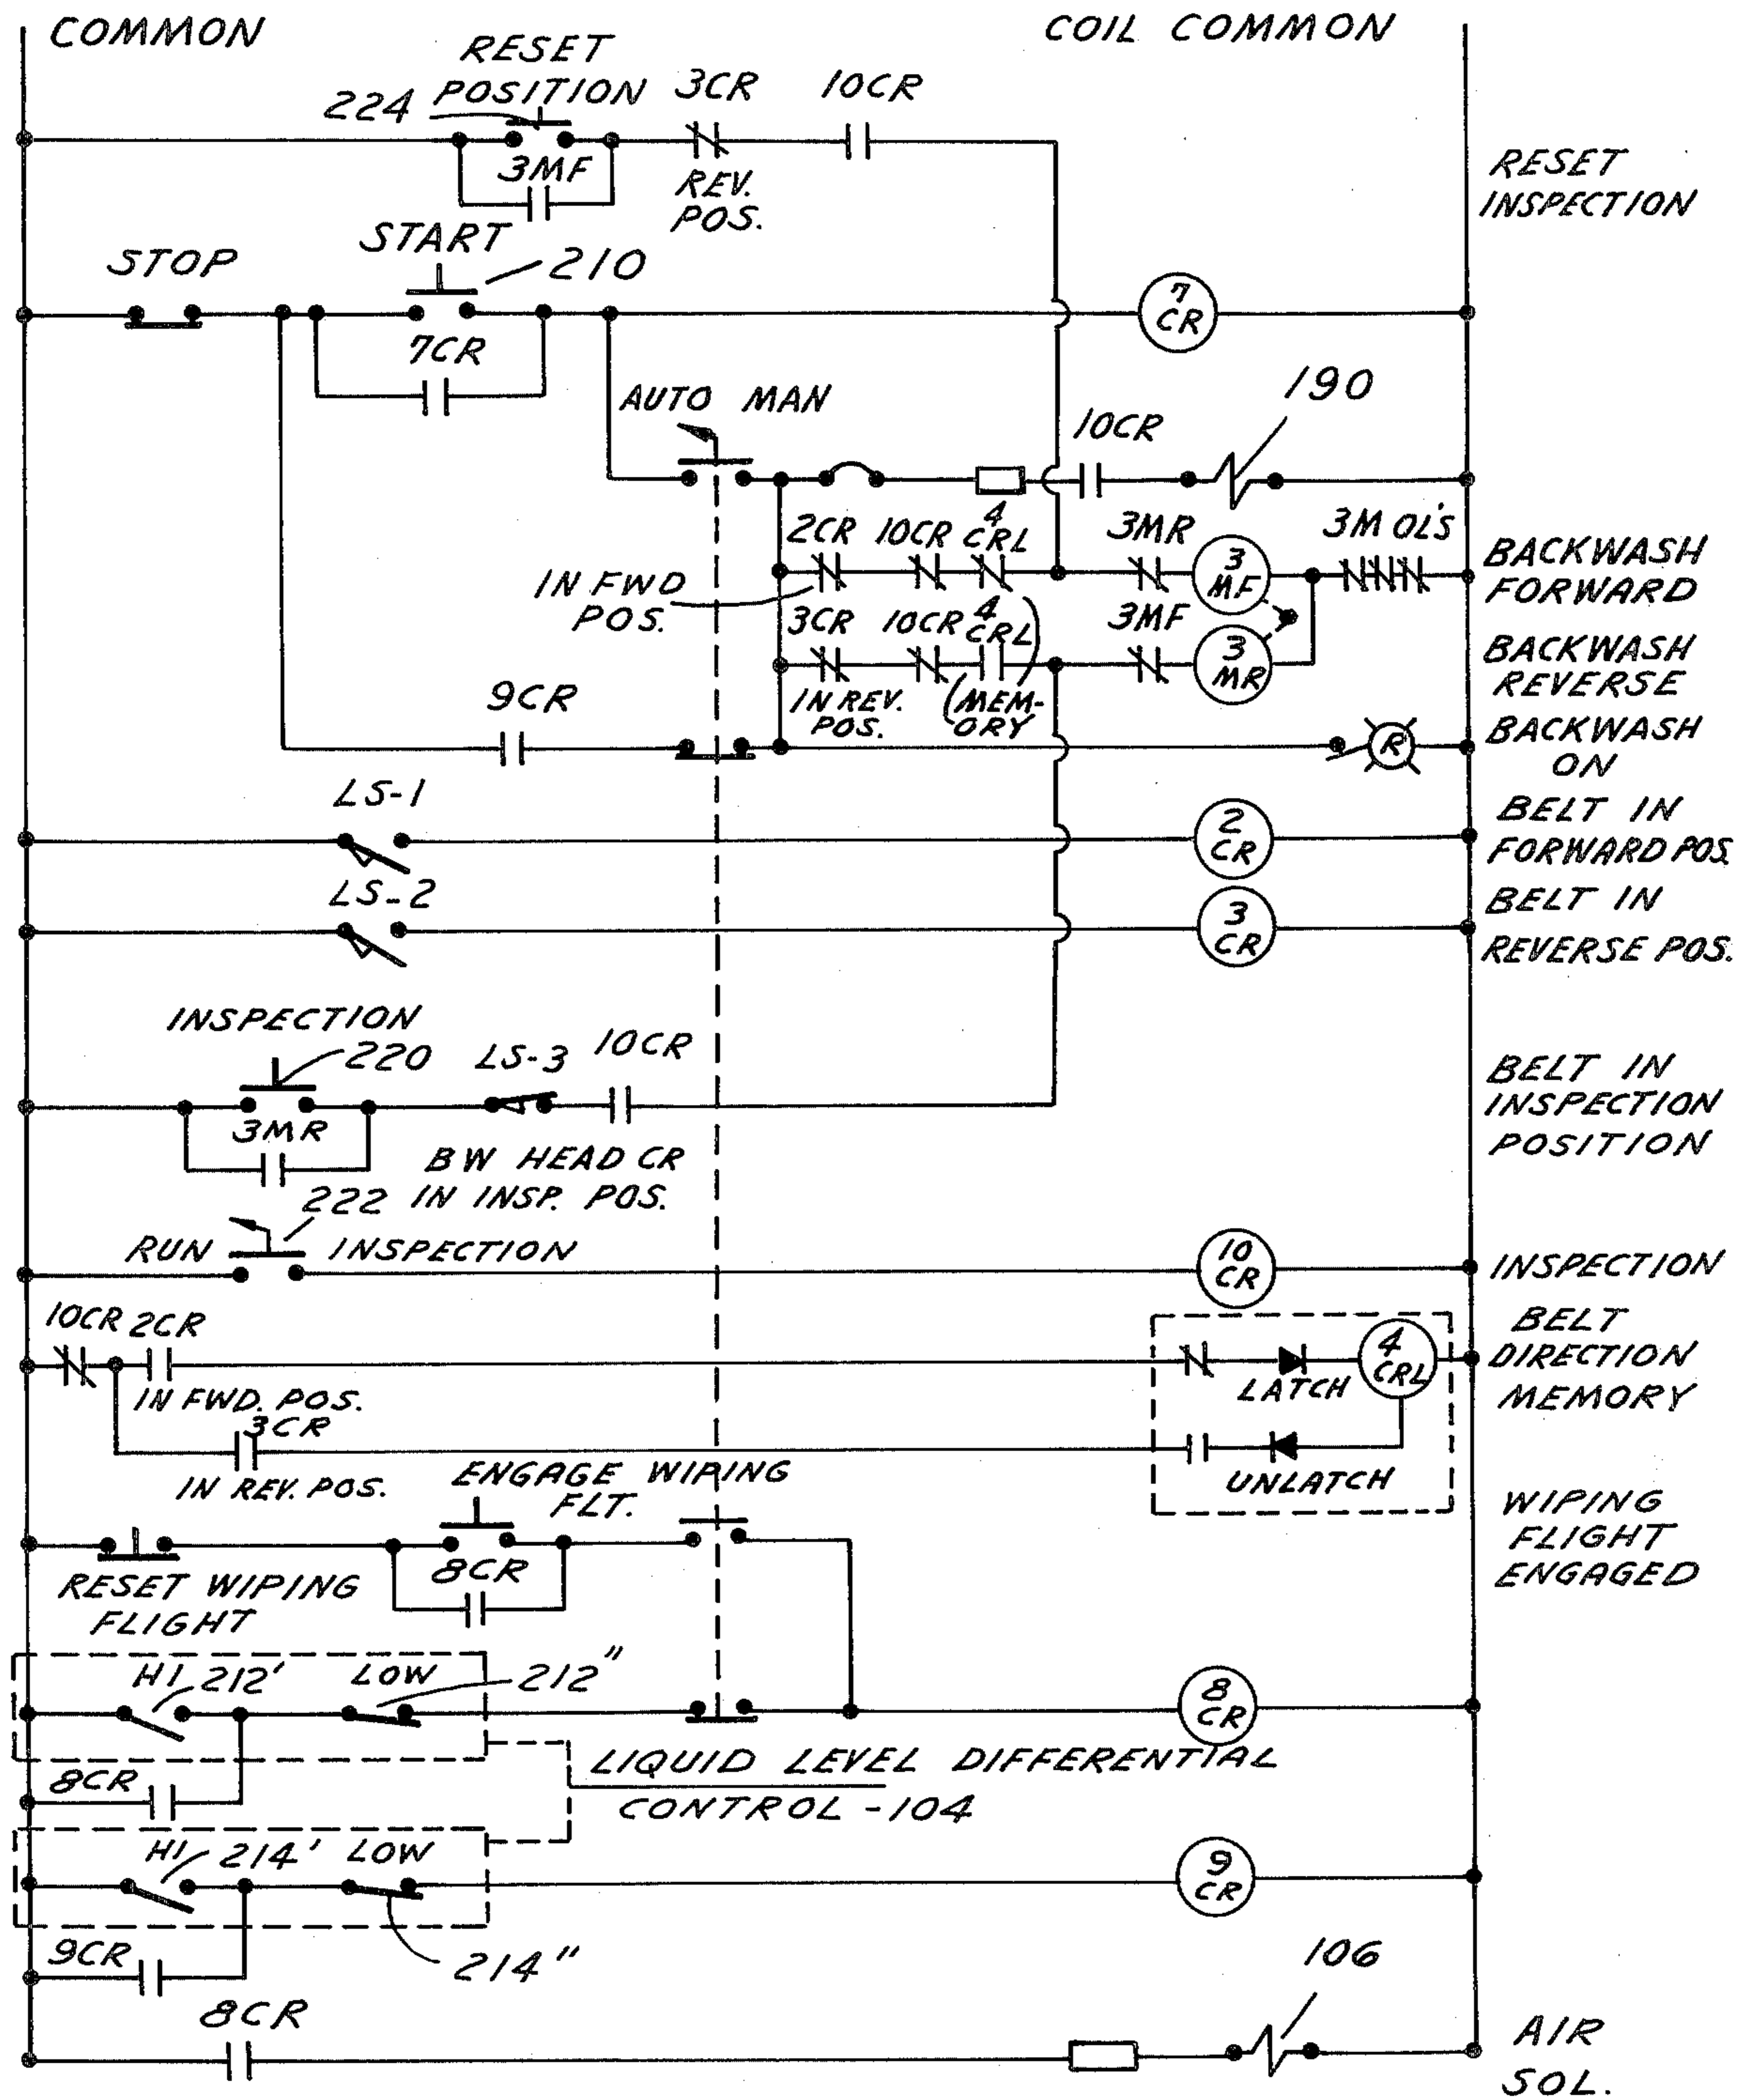 COMMON
COIL COMMON
RESET
POSITION
224
3CR
10CR
3MF
REV.
POS.
RESET
INSPECTION
STOP
START
210
7CR
7
CR
AUTO MAN
10CR
190
2CR
10CR
4
CRL
3MR
3
MF
3M OL'S
BACKWASH
FORWARD
IN FWD
POS.
3CR
10CR
4
CRL
3MF
3
MR
BACKWASH
REVERSE
IN REV.
POS.
(MEM-
ORY)
9CR
R
BACKWASH
ON
LS-1
2
CR
BELT IN
FORWARD POS.
LS-2
3
CR
BELT IN
REVERSE POS.
INSPECTION
220
LS-3
10CR
3MR
BW HEAD CR
IN INSP. POS.
BELT IN
INSPECTION
POSITION
222
RUN
INSPECTION
10
CR
INSPECTION
10CR
2CR
IN FWD. POS.
LATCH
4
CRL
BELT
DIRECTION
MEMORY
3CR
IN REV. POS.
UNLATCH
ENGAGE WIPING
FLT.
8CR
RESET WIPING
FLIGHT
WIPING
FLIGHT
ENGAGED
HI
212'
LOW
212"
8
CR
8CR
LIQUID LEVEL DIFFERENTIAL
CONTROL -104
HI
214'
LOW
9
CR
214"
9CR
8CR
106
AIR
SOL.